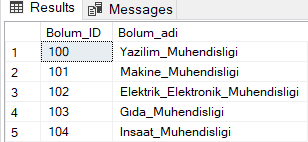 Results Messages
Bolum_ID Bolum_adi
1 100 Yazilim_Muhendisligi
2 101 Makine_Muhendisligi
3 102 Elektrik_Elektronik_Muhendisligi
4 103 Gıda_Muhendisligi
5 104 Insaat_Muhendisligi